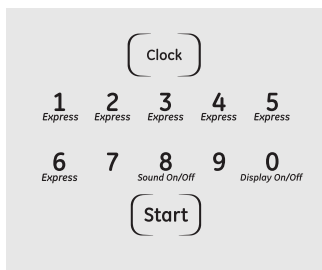 Clock
1 2 3 4 5
Express Express Express Express Express
6 7 8 9 0
Express Sound On/Off Display On/Off
Start